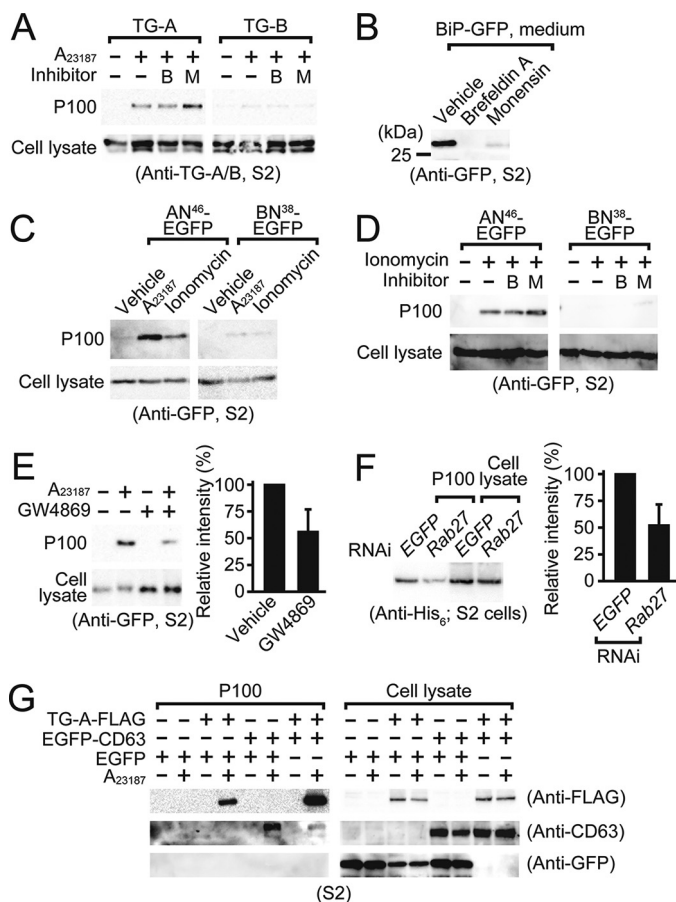 A
TG-A TG-B
A23187 − + + + − + + +
Inhibitor B M B M
P100
Cell lysate
(Anti-TG-A/B, S2)
B
BiP-GFP, medium
Vehicle Brefeldin A Monensin
(kDa)
25
(Anti-GFP, S2)
C
AN46-EGFP BN38-EGFP
Vehicle A23187 Ionomycin Vehicle A23187 Ionomycin
P100
Cell lysate
(Anti-GFP, S2)
D
AN46-EGFP BN38-EGFP
Ionomycin − + + + − + + +
Inhibitor − − B M − − B M
P100
Cell lysate
(Anti-GFP, S2)
E
A23187 − + − +
GW4869 − − + +
P100
Cell lysate
(Anti-GFP, S2)
Relative intensity (%)
100
75
50
25
0
Vehicle GW4869
F
P100 Cell lysate
RNAi EGFP Rab27 EGFP Rab27
(Anti-His6; S2 cells)
Relative intensity (%)
100
75
50
25
0
EGFP Rab27
RNAi
G
P100 Cell lysate
TG-A-FLAG − − + + − − + + − − + + − − + +
EGFP-CD63 − − − − + + + + − − − − + + + +
EGFP + + + + + + − − + + + + + + − −
A23187 − + − + − + − + − + − + − + − +
(Anti-FLAG)
(Anti-CD63)
(Anti-GFP)
(S2)